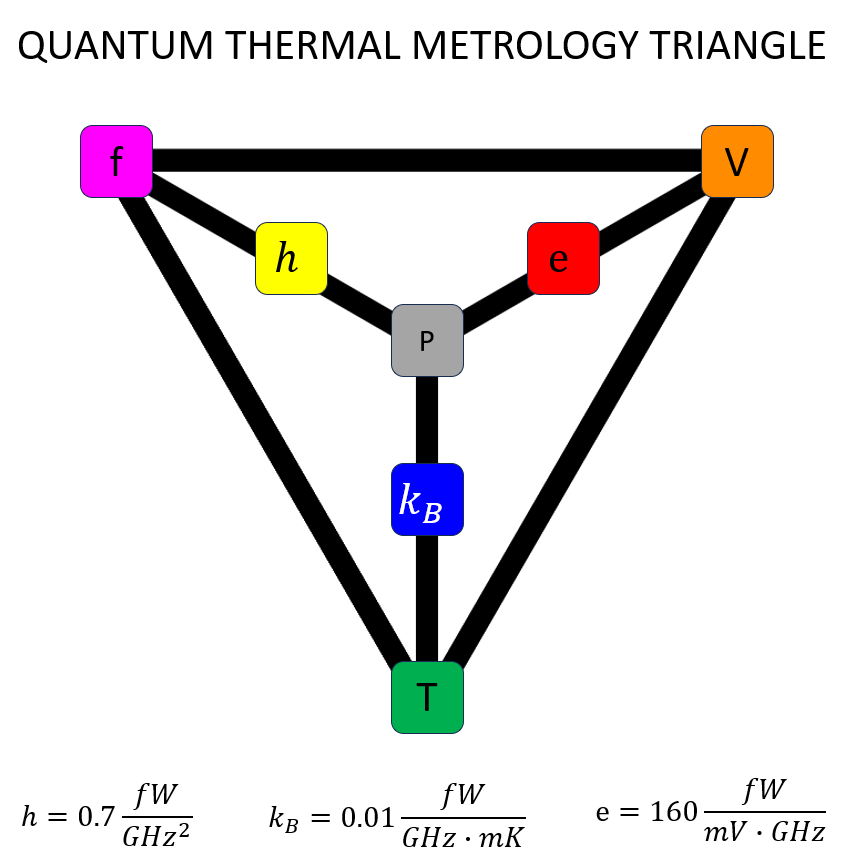 QUANTUM THERMAL METROLOGY TRIANGLE
f V
h e
P
k_B
T
h = 0.7 fW/GHz² k_B = 0.01 fW/(GHz · mK) e = 160 fW/(mV · GHz)